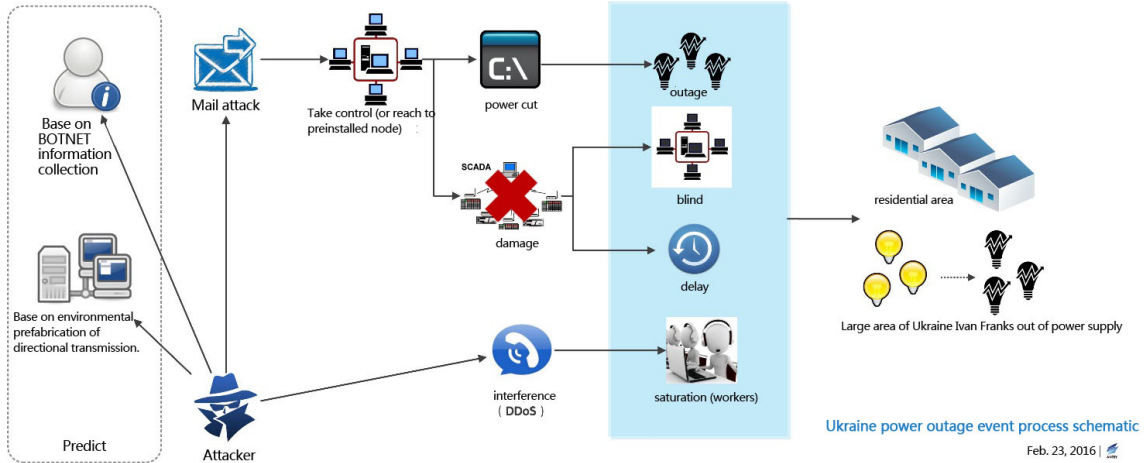 Base on
BOTNET
information
collection
Base on environmental
prefabrication of
directional transmission.
Predict
Mail attack
Attacker
Take control (or reach to
preinstalled node)
C:\
power cut
SCADA
damage
interference
( DDoS )
outage
blind
delay
saturation (workers)
residential area
Large area of Ukraine Ivan Franks out of power supply
Ukraine power outage event process schematic
Feb. 23, 2016 |